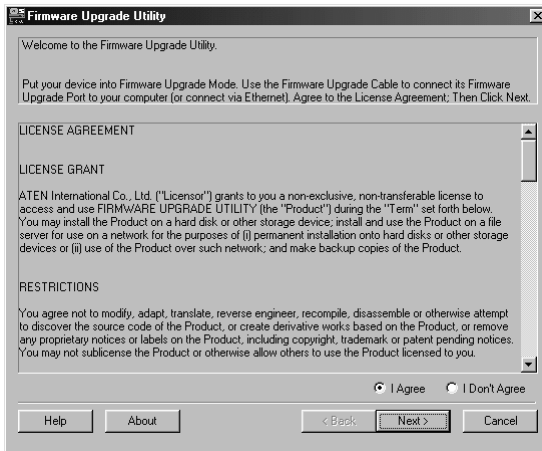 Firmware Upgrade Utility
Welcome to the Firmware Upgrade Utility.
Put your device into Firmware Upgrade Mode. Use the Firmware Upgrade Cable to connect its Firmware
Upgrade Port to your computer (or connect via Ethernet). Agree to the License Agreement; Then Click Next.
LICENSE AGREEMENT
LICENSE GRANT
ATEN International Co., Ltd. ("Licensor") grants to you a non-exclusive, non-transferable license to
access and use FIRMWARE UPGRADE UTILITY (the "Product") during the "Term" set forth below.
You may install the Product on a hard disk or other storage device; install and use the Product on a file
server for use on a network for the purposes of (i) permanent installation onto hard disks or other storage
devices or (ii) use of the Product over such network; and make backup copies of the Product.
RESTRICTIONS
You agree not to modify, adapt, translate, reverse engineer, recompile, disassemble or otherwise attempt
to discover the source code of the Product, or create derivative works based on the Product, or remove
any proprietary notices or labels on the Product, including copyright, trademark or patent pending notices.
You may not sublicense the Product or otherwise allow others to use the Product licensed to you.
I Agree I Don't Agree
Help About < Back Next > Cancel